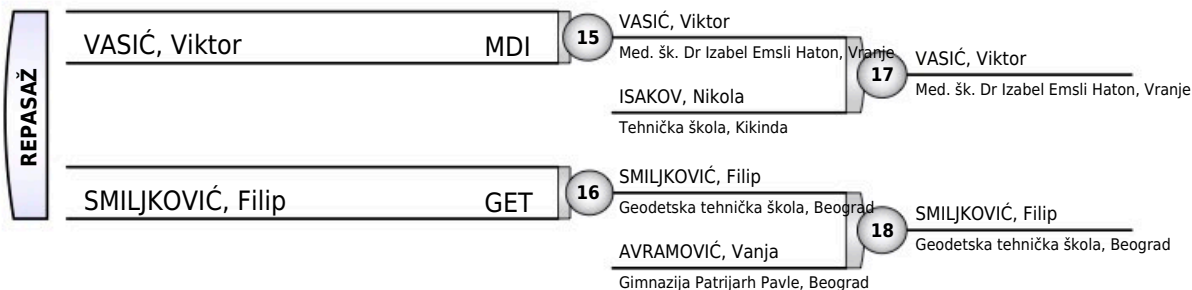 REPASAŽ
VASIĆ, Viktor MDI
15
VASIĆ, Viktor
Med. šk. Dr Izabel Emsli Haton, Vranje
ISAKOV, Nikola
Tehnička škola, Kikinda
17
VASIĆ, Viktor
Med. šk. Dr Izabel Emsli Haton, Vranje
SMILJKOVIĆ, Filip GET
16
SMILJKOVIĆ, Filip
Geodetska tehnička škola, Beograd
AVRAMOVIĆ, Vanja
Gimnazija Patrijarh Pavle, Beograd
18
SMILJKOVIĆ, Filip
Geodetska tehnička škola, Beograd